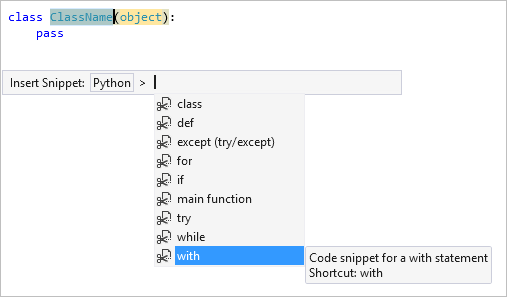 class ClassName(object):
    pass
Insert Snippet: Python >
class
def
except (try/except)
for
if
main function
try
while
with
Code snippet for a with statement
Shortcut: with